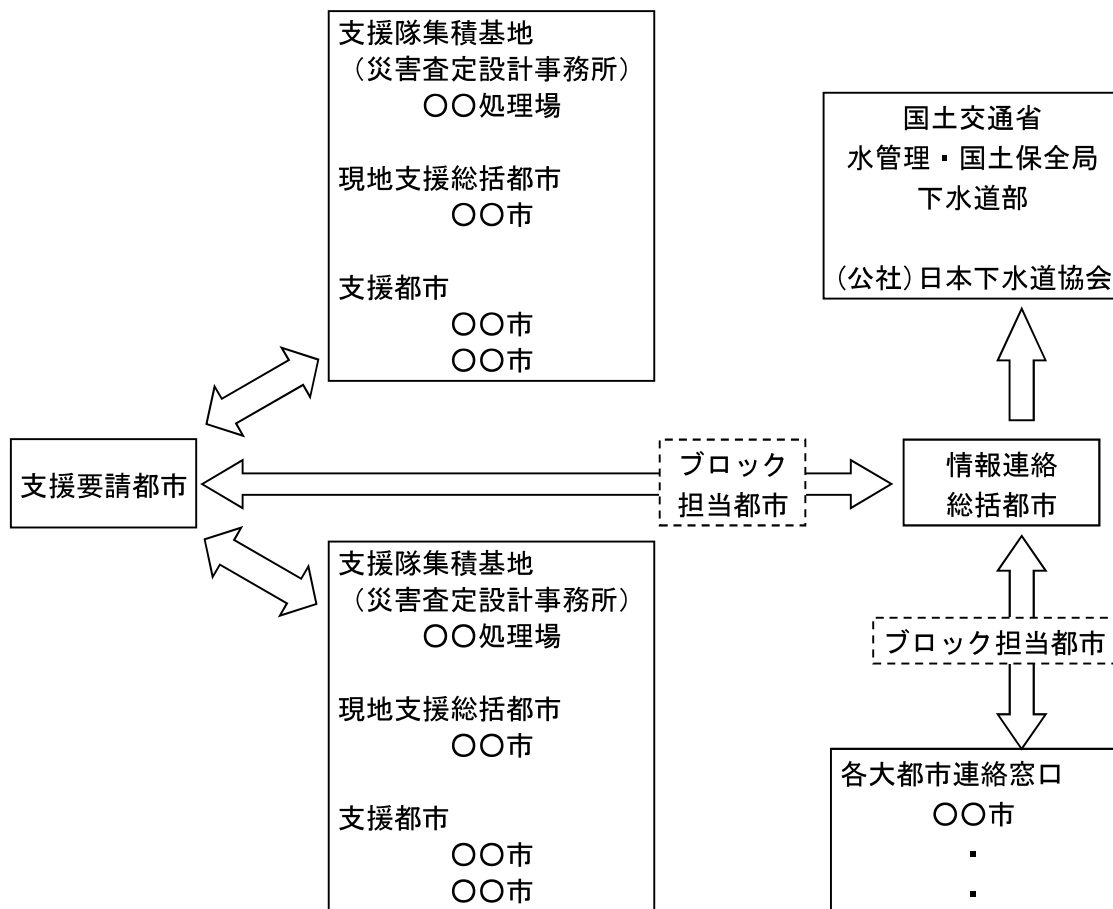 支援隊集積基地
（災害査定設計事務所）
〇〇処理場
現地支援総括都市
〇〇市
支援都市
〇〇市
〇〇市
国土交通省
水管理・国土保全局
下水道部
(公社)日本下水道協会
支援要請都市
ブロック
担当都市
情報連絡
総括都市
支援隊集積基地
（災害査定設計事務所）
〇〇処理場
現地支援総括都市
〇〇市
支援都市
〇〇市
〇〇市
ブロック担当都市
各大都市連絡窓口
〇〇市
・
・